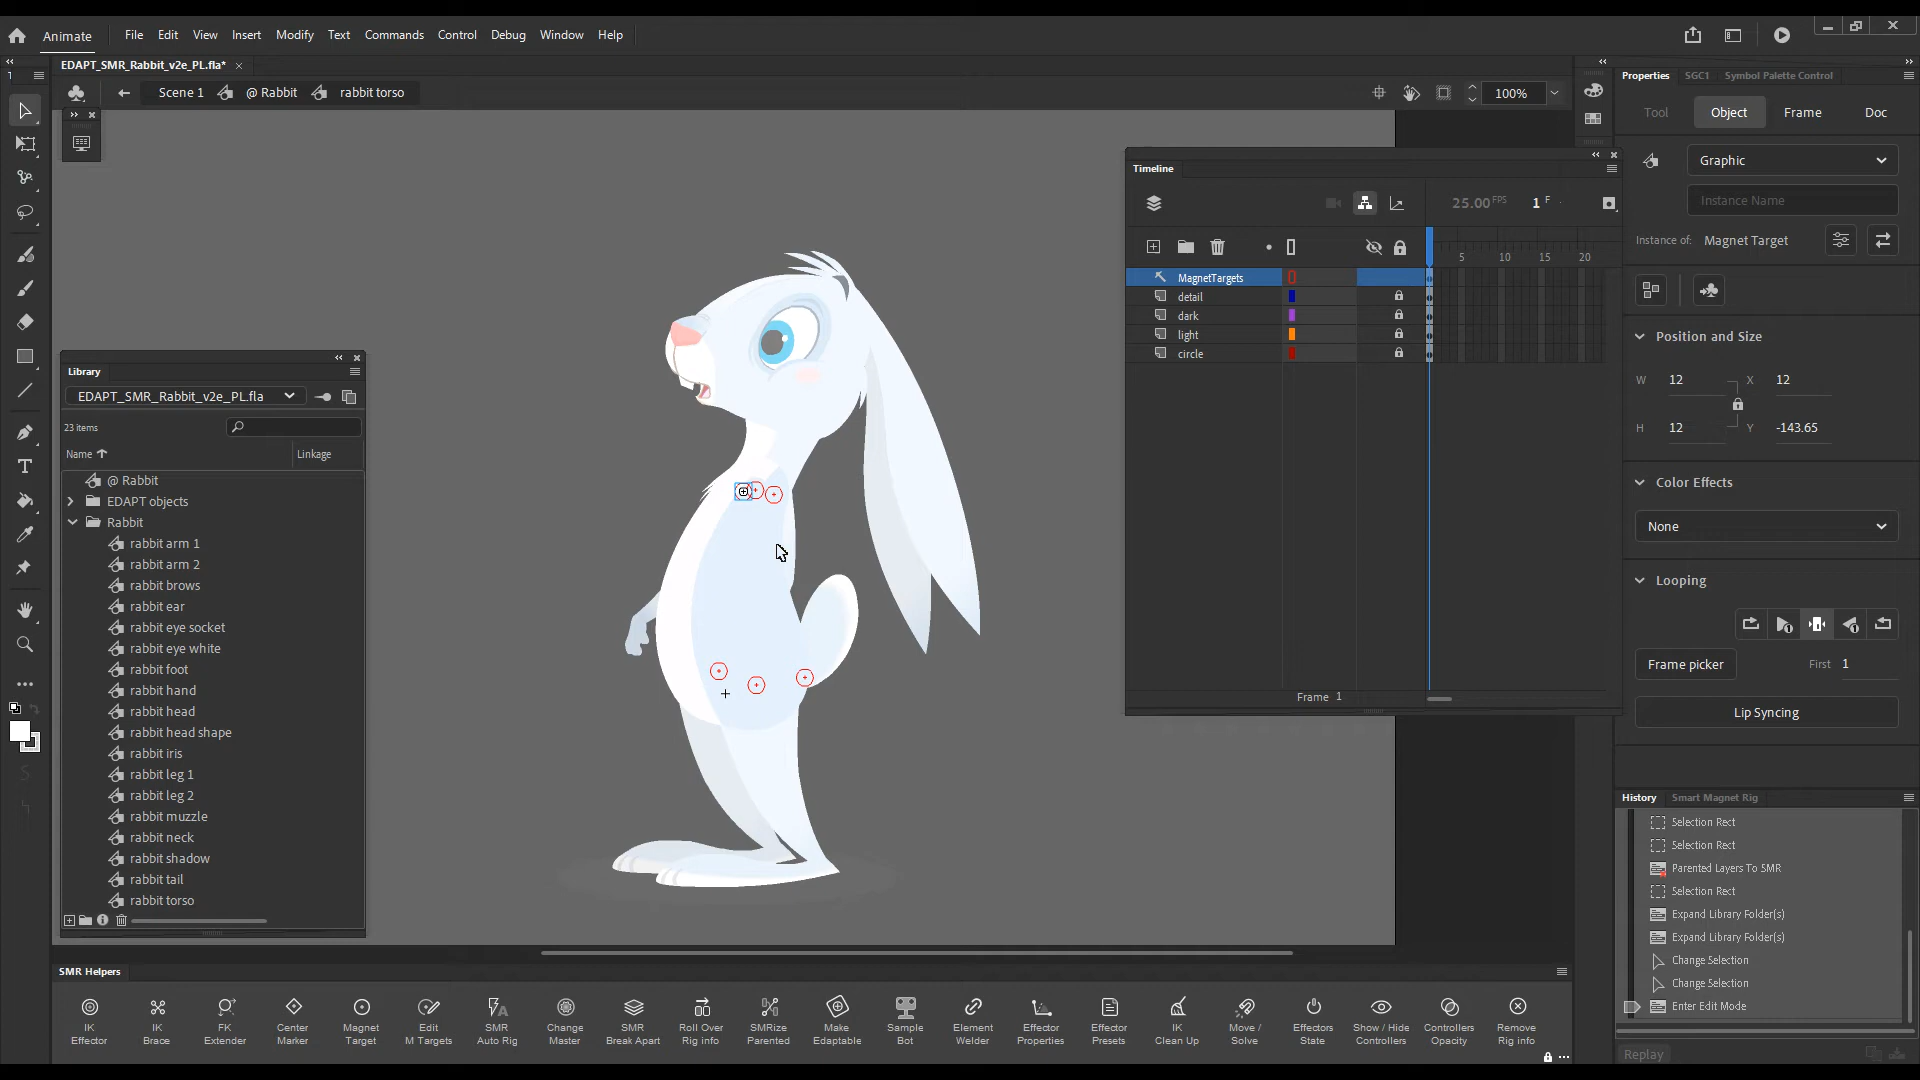 Animate
File Edit View Insert Modify Text Commands Control Debug Window Help
EDAPT_SMR_Rabbit_v2e_PL.fla*
Scene 1 @ Rabbit rabbit torso
100%
Library
EDAPT_SMR_Rabbit_v2e_PL.fla
23 items
Name Linkage
@ Rabbit
EDAPT objects
Rabbit
rabbit arm 1
rabbit arm 2
rabbit brows
rabbit ear
rabbit eye socket
rabbit eye white
rabbit foot
rabbit hand
rabbit head
rabbit head shape
rabbit iris
rabbit leg 1
rabbit leg 2
rabbit muzzle
rabbit neck
rabbit shadow
rabbit tail
rabbit torso
Timeline
25.00 FPS 1 F
5 10 15 20
MagnetTargets
detail
dark
light
circle
Frame 1
Properties SGC1 Symbol Palette Control
Tool Object Frame Doc
Graphic
Instance Name
Instance of: Magnet Target
Position and Size
W 12 X 12
H 12 Y -143.65
Color Effects
None
Looping
Frame picker First 1
Lip Syncing
History Smart Magnet Rig
Selection Rect
Selection Rect
Parented Layers To SMR
Selection Rect
Expand Library Folder(s)
Expand Library Folder(s)
Change Selection
Change Selection
Enter Edit Mode
Replay
SMR Helpers
IK Effector
IK Brace
FK Extender
Center Marker
Magnet Target
Edit M Targets
SMR Auto Rig
Change Master
SMR Break Apart
Roll Over Rig info
SMRize Parented
Make Adaptable
Sample Bot
Element Welder
Effector Properties
Effector Presets
IK Clean Up
Move / Solve
Effectors State
Show / Hide Controllers
Controllers Opacity
Remove Rig info